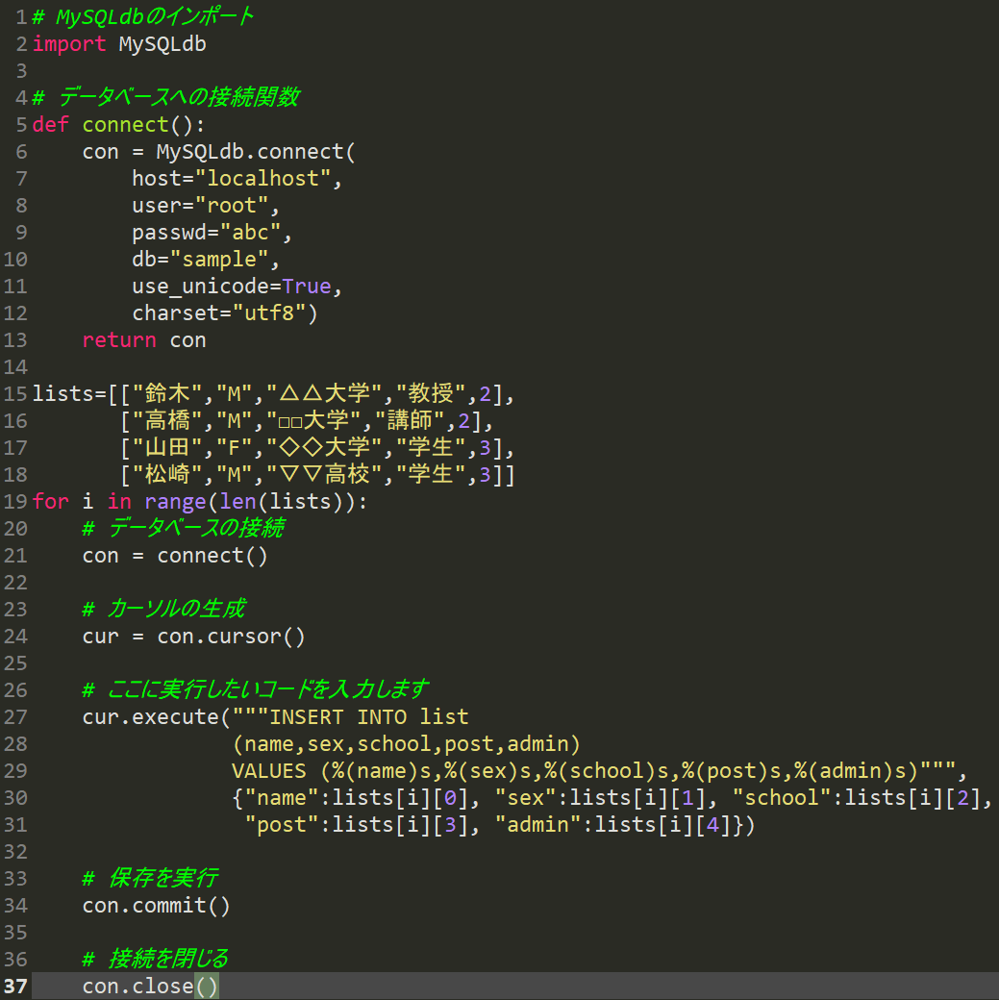 1 # MySQLdbのインポート
2 import MySQLdb
3
4 # データベースへの接続関数
5 def connect():
6     con = MySQLdb.connect(
7         host="localhost",
8         user="root",
9         passwd="abc",
10         db="sample",
11         use_unicode=True,
12         charset="utf8")
13     return con
14
15 lists=[["鈴木","M","△△大学","教授",2],
16        ["高橋","M","□□大学","講師",2],
17        ["山田","F","◇◇大学","学生",3],
18        ["松崎","M","▽▽高校","学生",3]]
19 for i in range(len(lists)):
20     # データベースの接続
21     con = connect()
22
23     # カーソルの生成
24     cur = con.cursor()
25
26     # ここに実行したいコードを入力します
27     cur.execute("""INSERT INTO list
28                 (name,sex,school,post,admin)
29                 VALUES (%(name)s,%(sex)s,%(school)s,%(post)s,%(admin)s)""",
30                 {"name":lists[i][0], "sex":lists[i][1], "school":lists[i][2],
31                  "post":lists[i][3], "admin":lists[i][4]})
32
33     # 保存を実行
34     con.commit()
35
36     # 接続を閉じる
37     con.close()